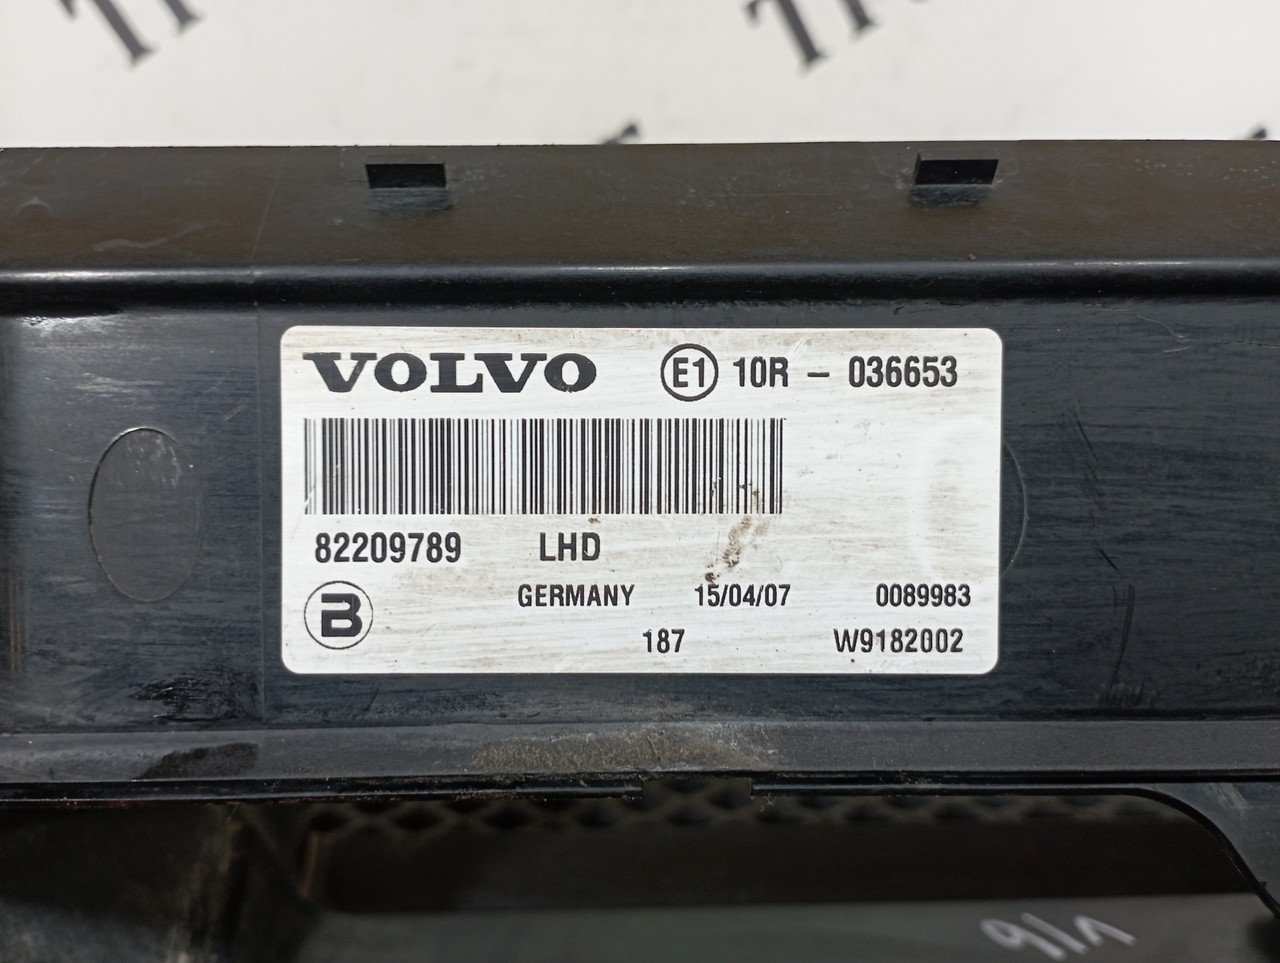 VOLVO E1 10R - 036653
82209789 LHD
B GERMANY 15/04/07 0089983
187 W9182002